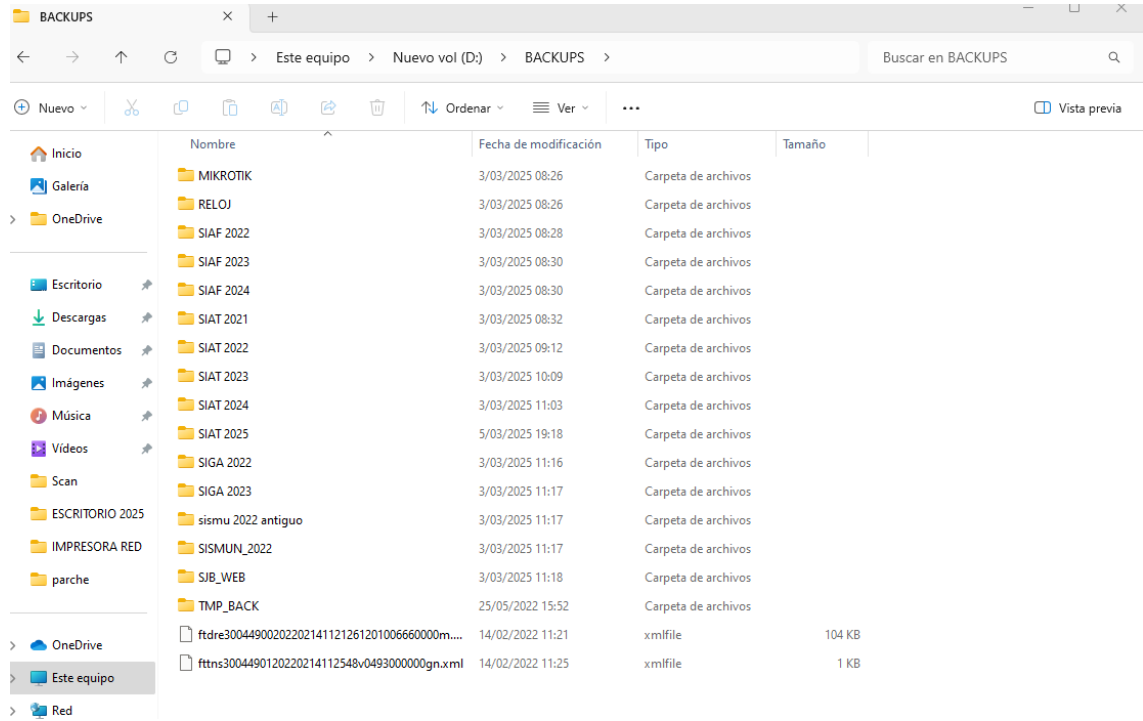 BACKUPS
Este equipo > Nuevo vol (D:) > BACKUPS >
Buscar en BACKUPS
Nuevo
Ordenar
Ver
Vista previa
Inicio
Galería
OneDrive
Escritorio
Descargas
Documentos
Imágenes
Música
Vídeos
Scan
ESCRITORIO 2025
IMPRESORA RED
parche
OneDrive
Este equipo
Red
Nombre Fecha de modificación Tipo Tamaño
MIKROTIK 3/03/2025 08:26 Carpeta de archivos
RELOJ 3/03/2025 08:26 Carpeta de archivos
SIAF 2022 3/03/2025 08:28 Carpeta de archivos
SIAF 2023 3/03/2025 08:30 Carpeta de archivos
SIAF 2024 3/03/2025 08:30 Carpeta de archivos
SIAT 2021 3/03/2025 08:32 Carpeta de archivos
SIAT 2022 3/03/2025 09:12 Carpeta de archivos
SIAT 2023 3/03/2025 10:09 Carpeta de archivos
SIAT 2024 3/03/2025 11:03 Carpeta de archivos
SIAT 2025 5/03/2025 19:18 Carpeta de archivos
SIGA 2022 3/03/2025 11:16 Carpeta de archivos
SIGA 2023 3/03/2025 11:17 Carpeta de archivos
sismu 2022 antiguo 3/03/2025 11:17 Carpeta de archivos
SISMUN_2022 3/03/2025 11:17 Carpeta de archivos
SJB_WEB 3/03/2025 11:18 Carpeta de archivos
TMP_BACK 25/05/2022 15:52 Carpeta de archivos
ftdre30044900202202141121261201006660000m.... 14/02/2022 11:21 xmlfile 104 KB
fttns3004490120220214112548v0493000000gn.xml 14/02/2022 11:25 xmlfile 1 KB